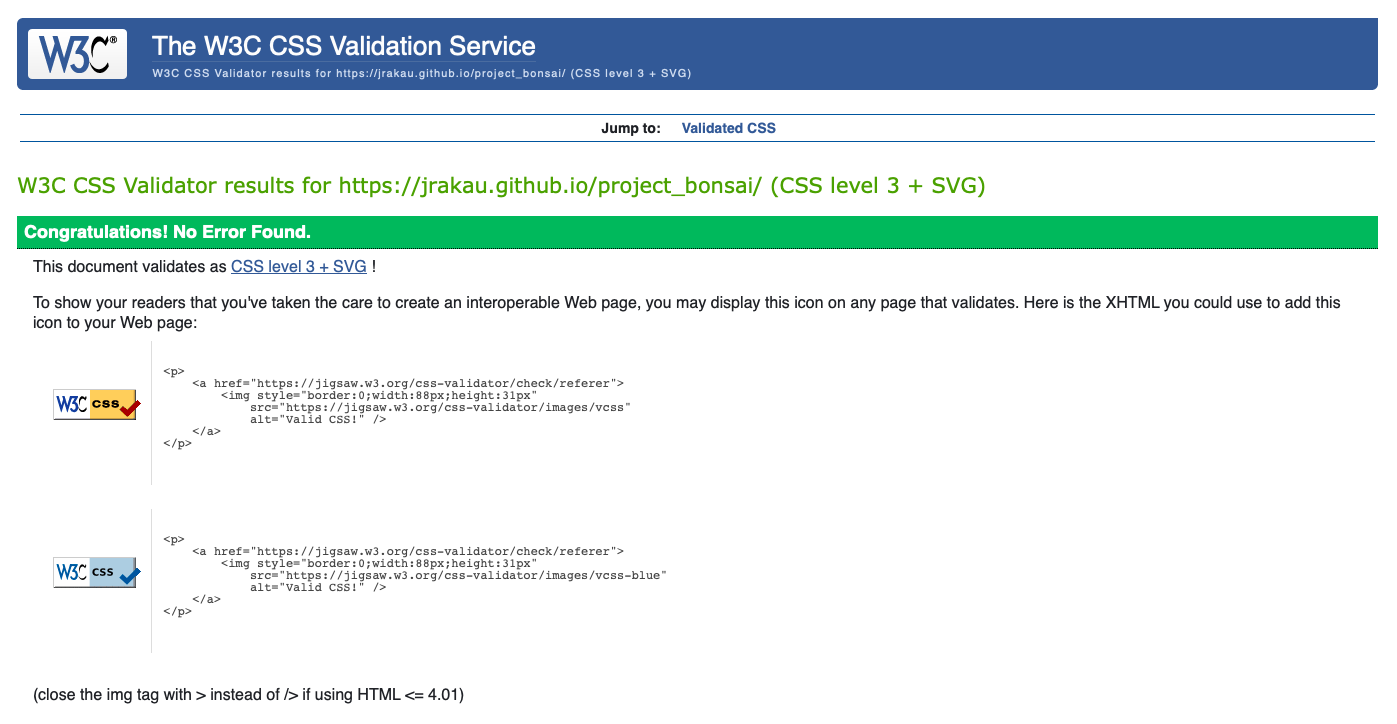 W3C®
The W3C CSS Validation Service
W3C CSS Validator results for https://jrakau.github.io/project_bonsai/ (CSS level 3 + SVG)
Jump to: Validated CSS
W3C CSS Validator results for https://jrakau.github.io/project_bonsai/ (CSS level 3 + SVG)
Congratulations! No Error Found.
This document validates as CSS level 3 + SVG !
To show your readers that you've taken the care to create an interoperable Web page, you may display this icon on any page that validates. Here is the XHTML you could use to add this
icon to your Web page:
W3C css
<p>
    <a href="https://jigsaw.w3.org/css-validator/check/referer">
        <img style="border:0;width:88px;height:31px"
            src="https://jigsaw.w3.org/css-validator/images/vcss"
            alt="Valid CSS!" />
    </a>
</p>
W3C css
<p>
    <a href="https://jigsaw.w3.org/css-validator/check/referer">
        <img style="border:0;width:88px;height:31px"
            src="https://jigsaw.w3.org/css-validator/images/vcss-blue"
            alt="Valid CSS!" />
    </a>
</p>
(close the img tag with > instead of /> if using HTML <= 4.01)